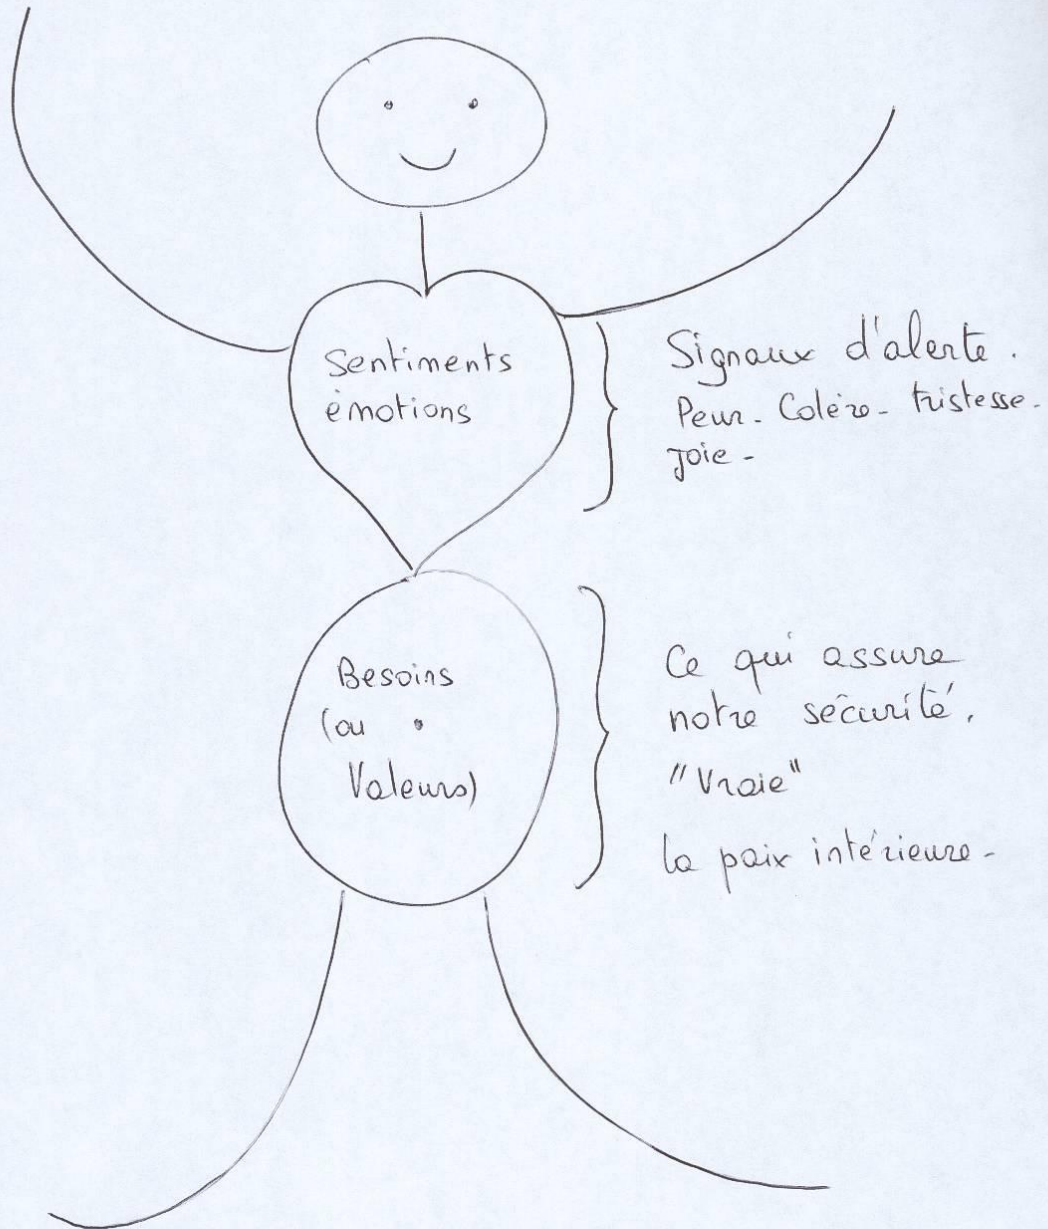 Sentiments
émotions
Signaux d'alerte.
Peur - Colère - tristesse -
joie -
Besoins
(ou
Valeurs)
Ce qui assure
notre sécurité.
"Vraie"
la paix intérieure -